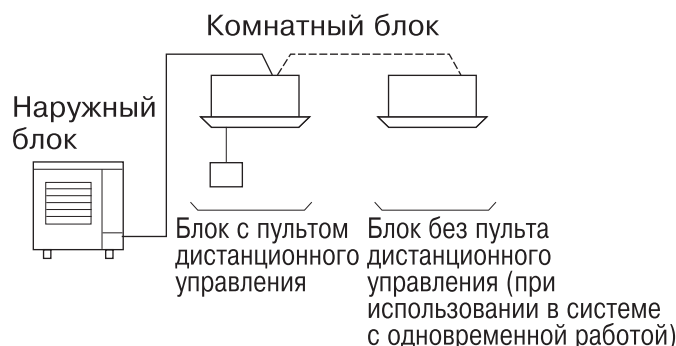 Комнатный блок
Наружный
блок
Блок с пультом
дистанционного
управления
Блок без пульта
дистанционного
управления (при
использовании в системе
с одновременной работой)